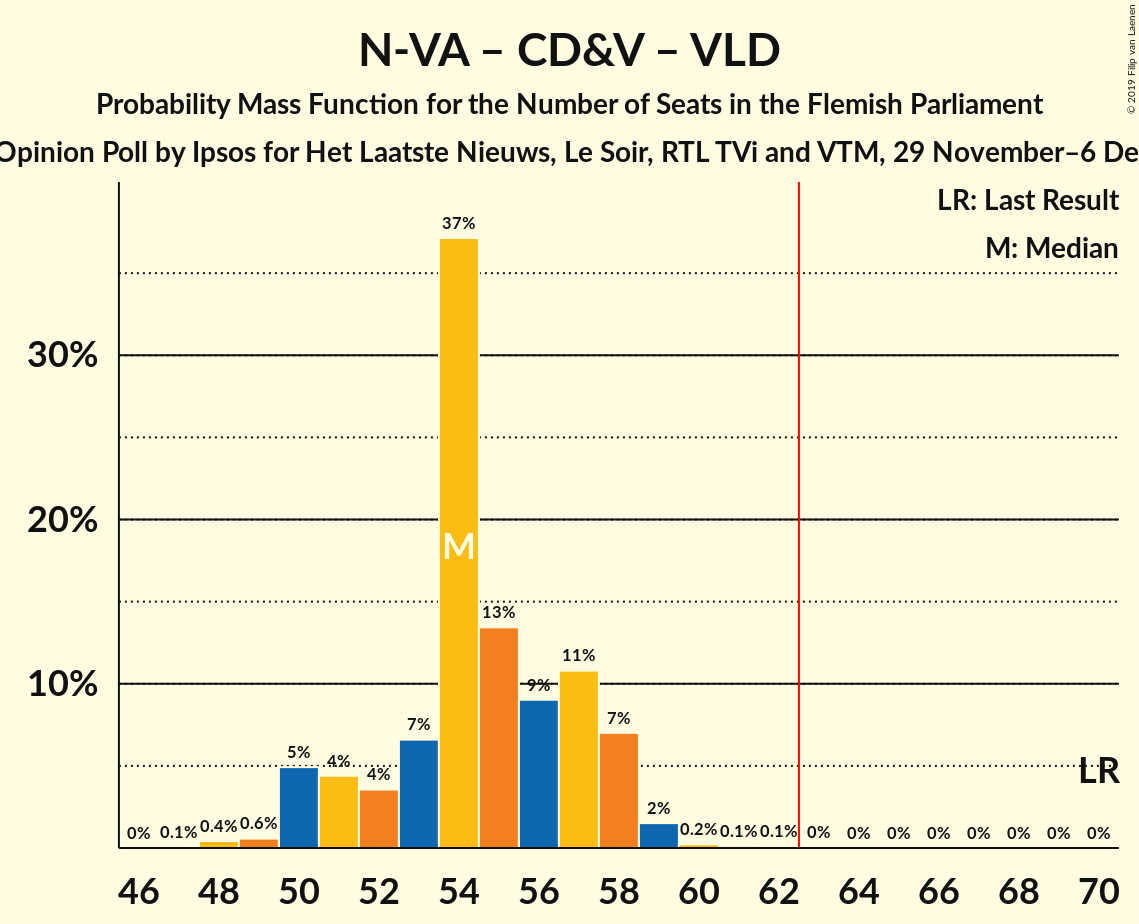 N-VA – CD&V – VLD
Probability Mass Function for the Number of Seats in the Flemish Parliament
Opinion Poll by Ipsos for Het Laatste Nieuws, Le Soir, RTL TVi and VTM, 29 November–6 De
© 2019 Filip van Laenen
LR: Last Result
M: Median
37%
30%
20%
M
13%
11%
10%
9%
7%
7%
5%
4%
4%
LR
2%
0% 0.1% 0.4% 0.6% 0.2% 0.1% 0.1% 0% 0% 0% 0% 0% 0% 0% 0%
46 48 50 52 54 56 58 60 62 64 66 68 70